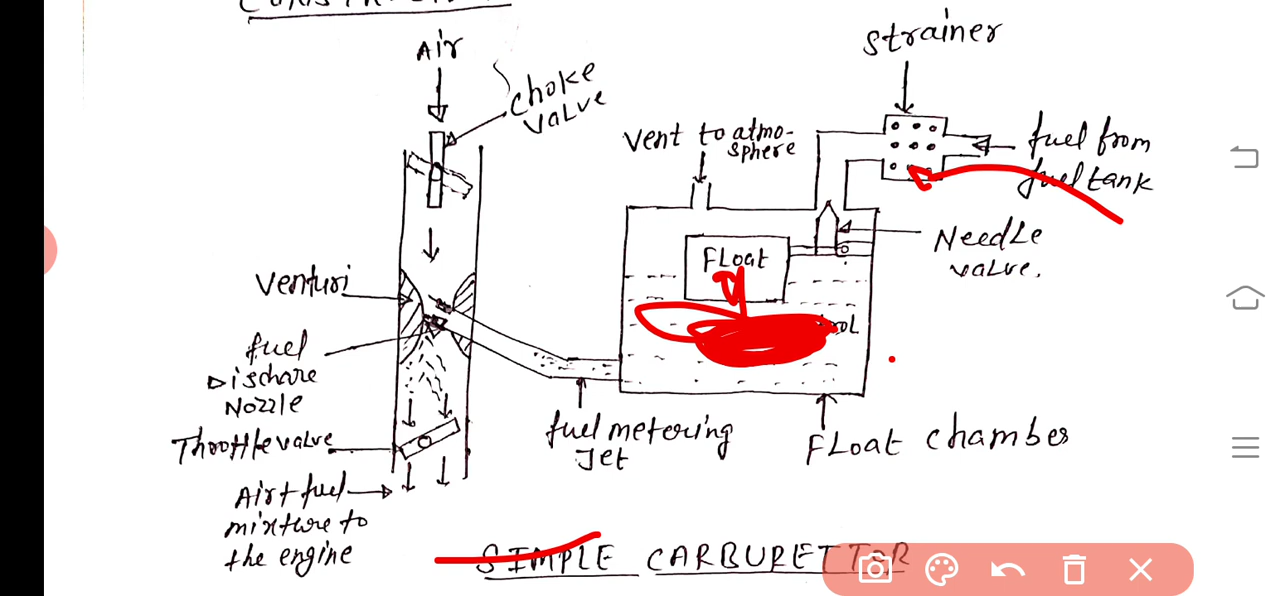 Air
Choke
valve
Strainer
Vent to atmo-
sphere
fuel from
fuel tank
Needle
valve.
Float
Venturi
fuel
Dischare
Nozzle
Throttle valve
fuel metering
Jet
Float chamber
Air+fuel
mixture to
the engine
SIMPLE CARBURETTOR